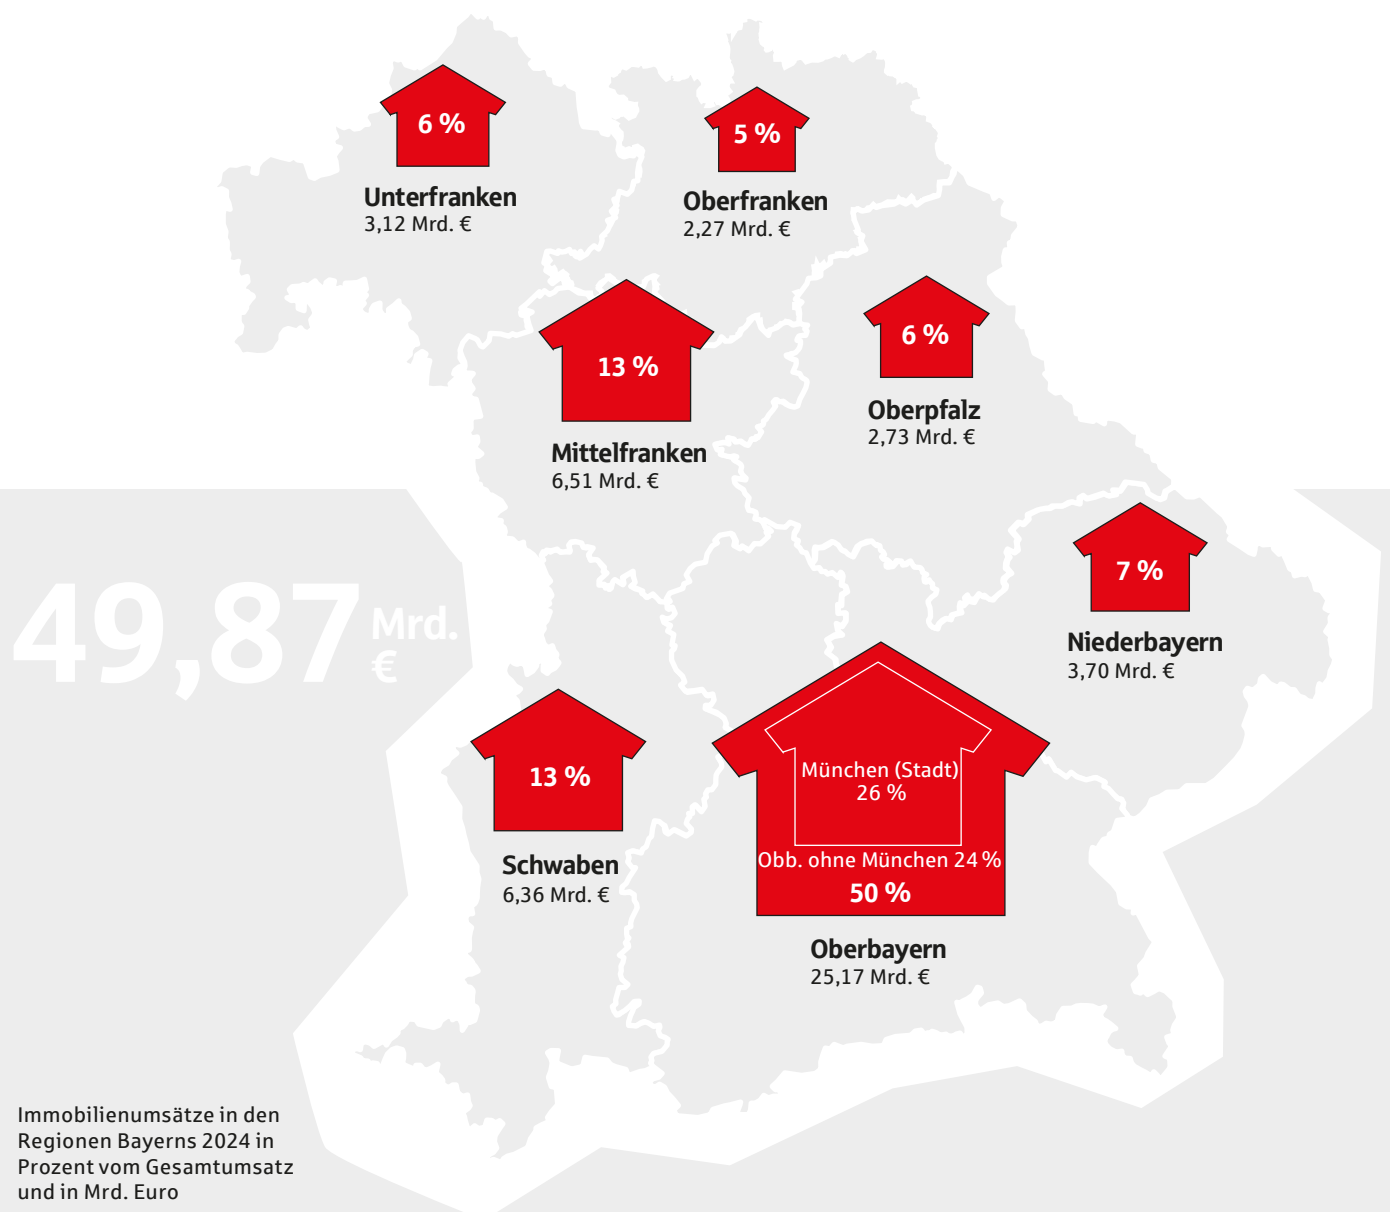 6 %
Unterfranken
3,12 Mrd. €
5 %
Oberfranken
2,27 Mrd. €
13 %
Mittelfranken
6,51 Mrd. €
6 %
Oberpfalz
2,73 Mrd. €
49,87 Mrd. €
7 %
Niederbayern
3,70 Mrd. €
13 %
Schwaben
6,36 Mrd. €
München (Stadt)
26 %
Obb. ohne München 24 %
50 %
Oberbayern
25,17 Mrd. €
Immobilienumsätze in den
Regionen Bayerns 2024 in
Prozent vom Gesamtumsatz
und in Mrd. Euro